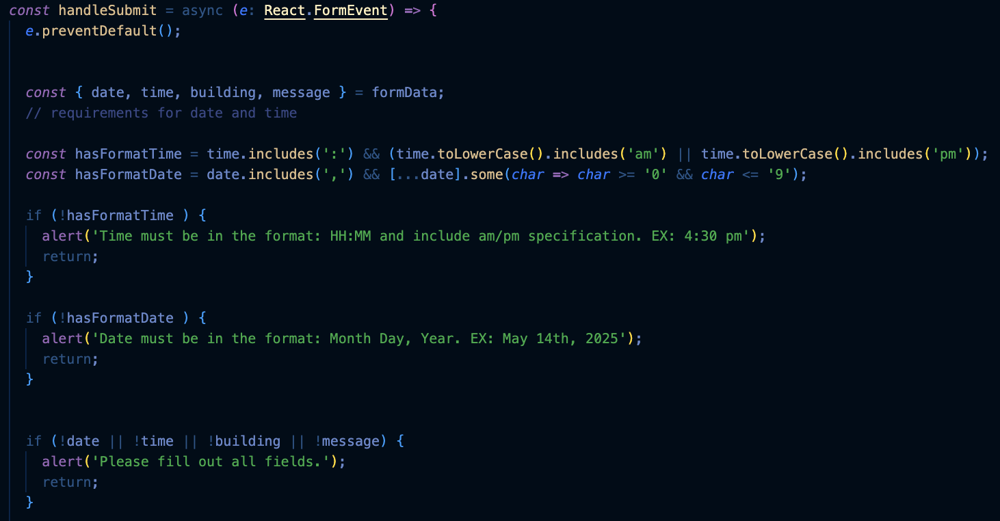 const handleSubmit = async (e: React.FormEvent) => {
e.preventDefault();
const { date, time, building, message } = formData;
// requirements for date and time
const hasFormatTime = time.includes(':') && (time.toLowerCase().includes('am') || time.toLowerCase().includes('pm'));
const hasFormatDate = date.includes(',') && [...date].some(char => char >= '0' && char <= '9');
if (!hasFormatTime ) {
alert('Time must be in the format: HH:MM and include am/pm specification. EX: 4:30 pm');
return;
}
if (!hasFormatDate ) {
alert('Date must be in the format: Month Day, Year. EX: May 14th, 2025');
return;
}
if (!date || !time || !building || !message) {
alert('Please fill out all fields.');
return;
}